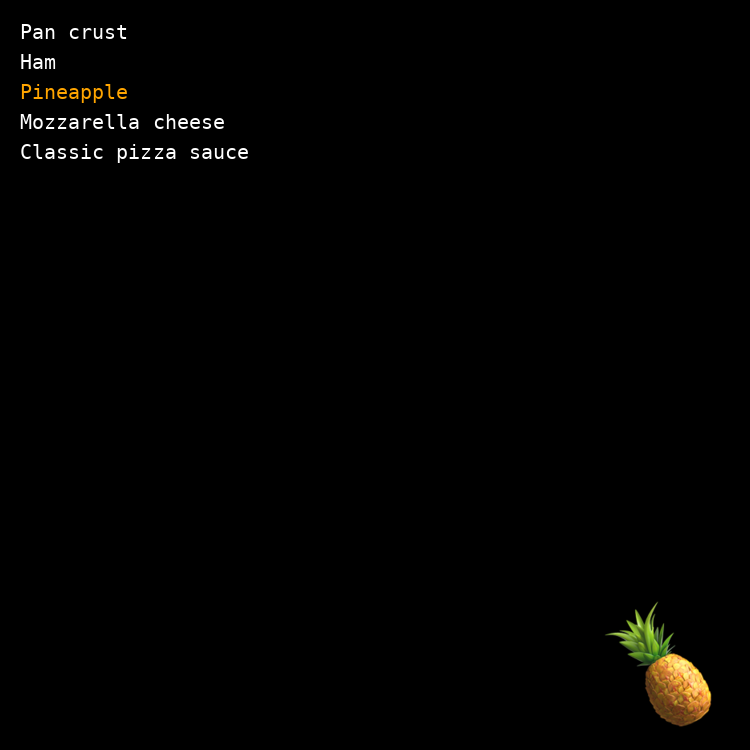 Pan crust
Ham
Pineapple
Mozzarella cheese
Classic pizza sauce